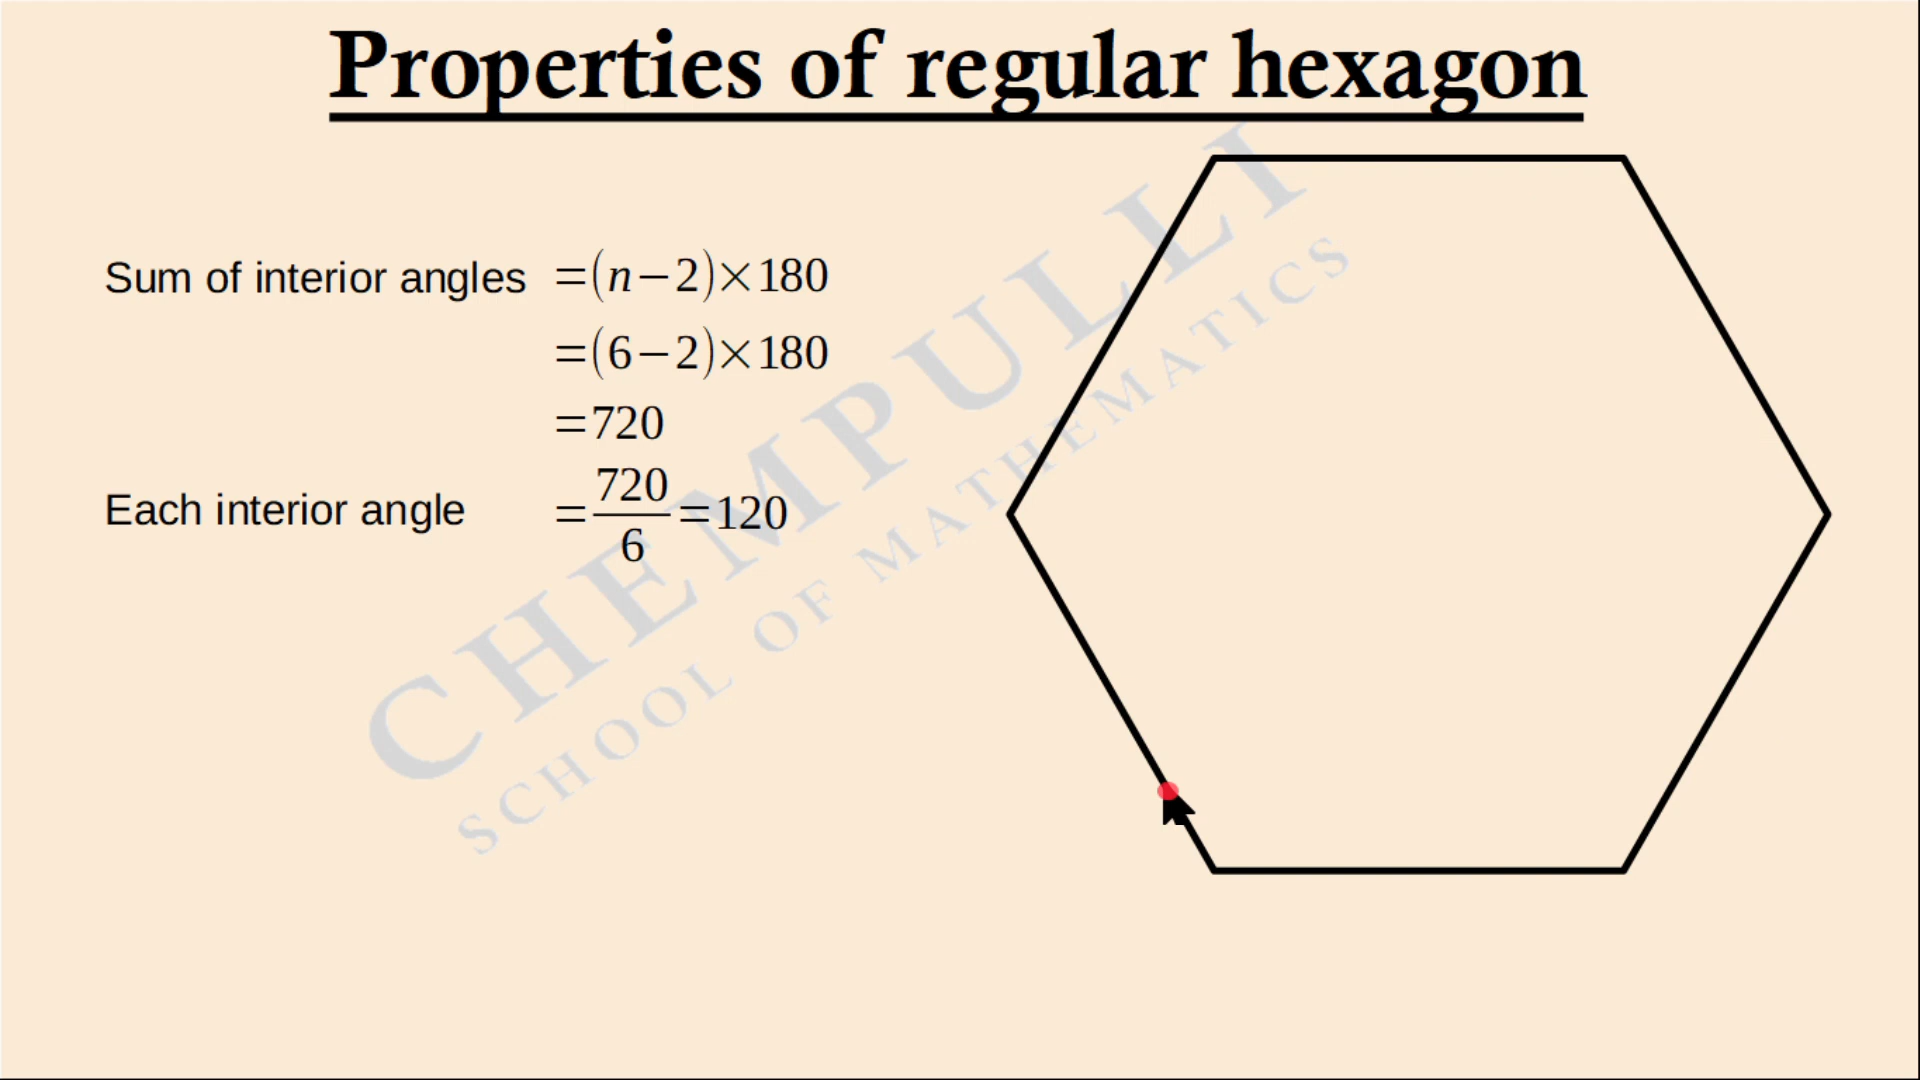 Properties of regular hexagon
Sum of interior angles =(n−2)×180
=(6−2)×180
=720
Each interior angle =720/6=120
CHEMPULLI
SCHOOL OF MATHEMATICS